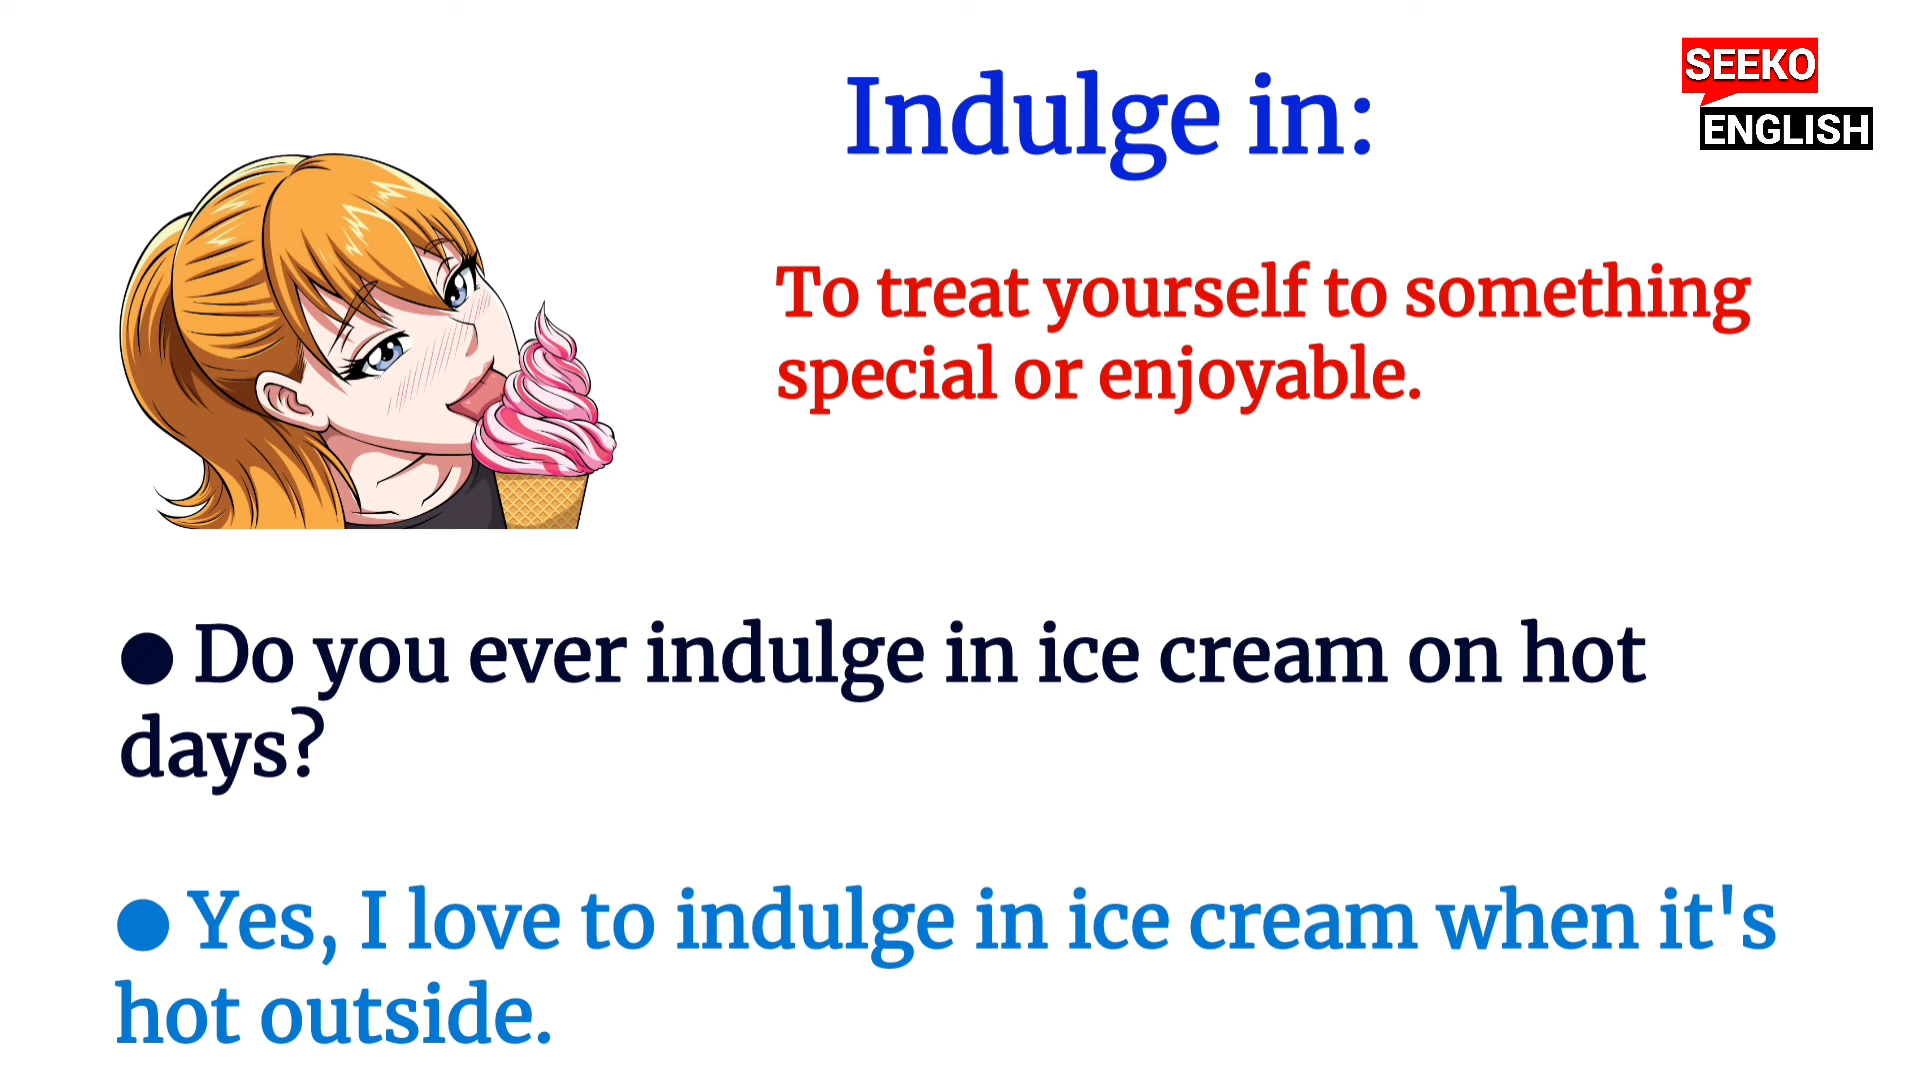 SEEKO
ENGLISH
Indulge in:
To treat yourself to something
special or enjoyable.
● Do you ever indulge in ice cream on hot
days?
● Yes, I love to indulge in ice cream when it's
hot outside.